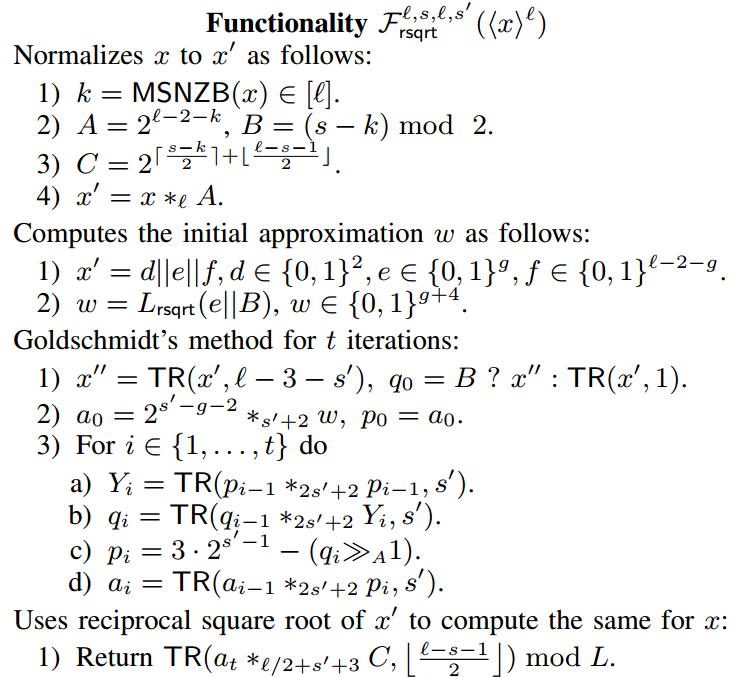 Functionality $\mathcal{F}_{\mathsf{rsqrt}}^{\ell,s,\ell,s'}(\langle x \rangle^{\ell})$
Normalizes $x$ to $x'$ as follows:
1) $k = \mathsf{MSNZB}(x) \in [\ell]$.
2) $A = 2^{\ell-2-k}$, $B = (s - k) \bmod 2$.
3) $C = 2^{\lceil \frac{s-k}{2} \rceil + \lfloor \frac{\ell-s-1}{2} \rfloor}$.
4) $x' = x *_{\ell} A$.
Computes the initial approximation $w$ as follows:
1) $x' = d||e||f, d \in \{0,1\}^2, e \in \{0,1\}^g, f \in \{0,1\}^{\ell-2-g}$.
2) $w = L_{\mathsf{rsqrt}}(e||B)$, $w \in \{0,1\}^{g+4}$.
Goldschmidt's method for $t$ iterations:
1) $x'' = \mathsf{TR}(x', \ell - 3 - s')$, $q_0 = B \; ? \; x'' : \mathsf{TR}(x', 1)$.
2) $a_0 = 2^{s'-g-2} *_{s'+2} w$, $p_0 = a_0$.
3) For $i \in \{1, \ldots, t\}$ do
a) $Y_i = \mathsf{TR}(p_{i-1} *_{2s'+2} p_{i-1}, s')$.
b) $q_i = \mathsf{TR}(q_{i-1} *_{2s'+2} Y_i, s')$.
c) $p_i = 3 \cdot 2^{s'-1} - (q_i \gg_A 1)$.
d) $a_i = \mathsf{TR}(a_{i-1} *_{2s'+2} p_i, s')$.
Uses reciprocal square root of $x'$ to compute the same for $x$:
1) Return $\mathsf{TR}(a_t *_{\ell/2+s'+3} C, \lfloor \frac{\ell-s-1}{2} \rfloor) \bmod L$.